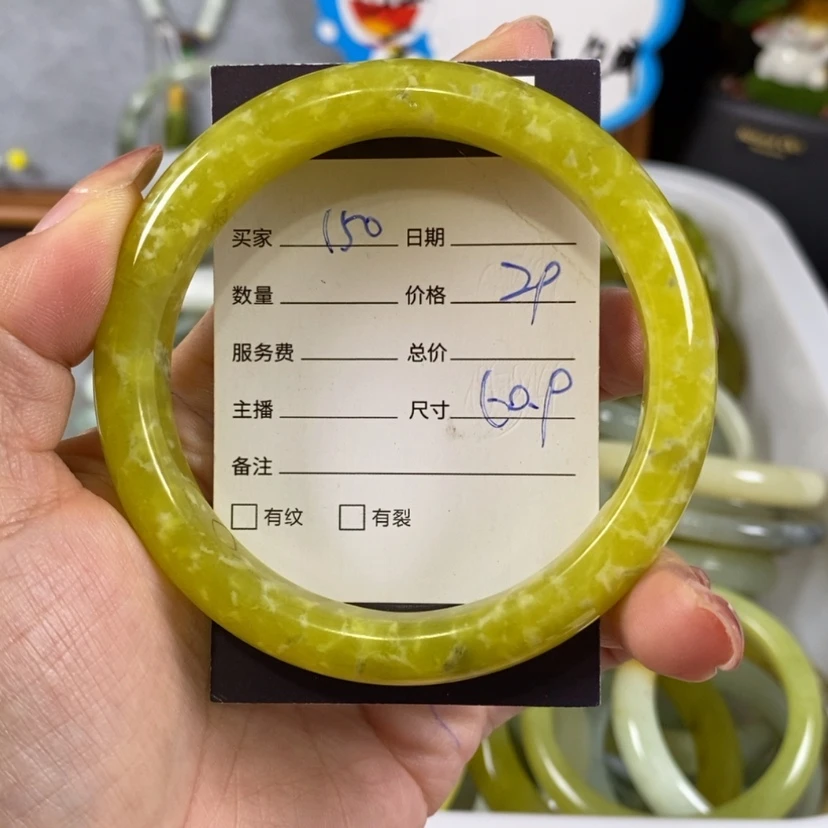 买家 150 日期
数量 价格 2P
服务费 总价
主播 尺寸 60.P
备注
有纹 有裂